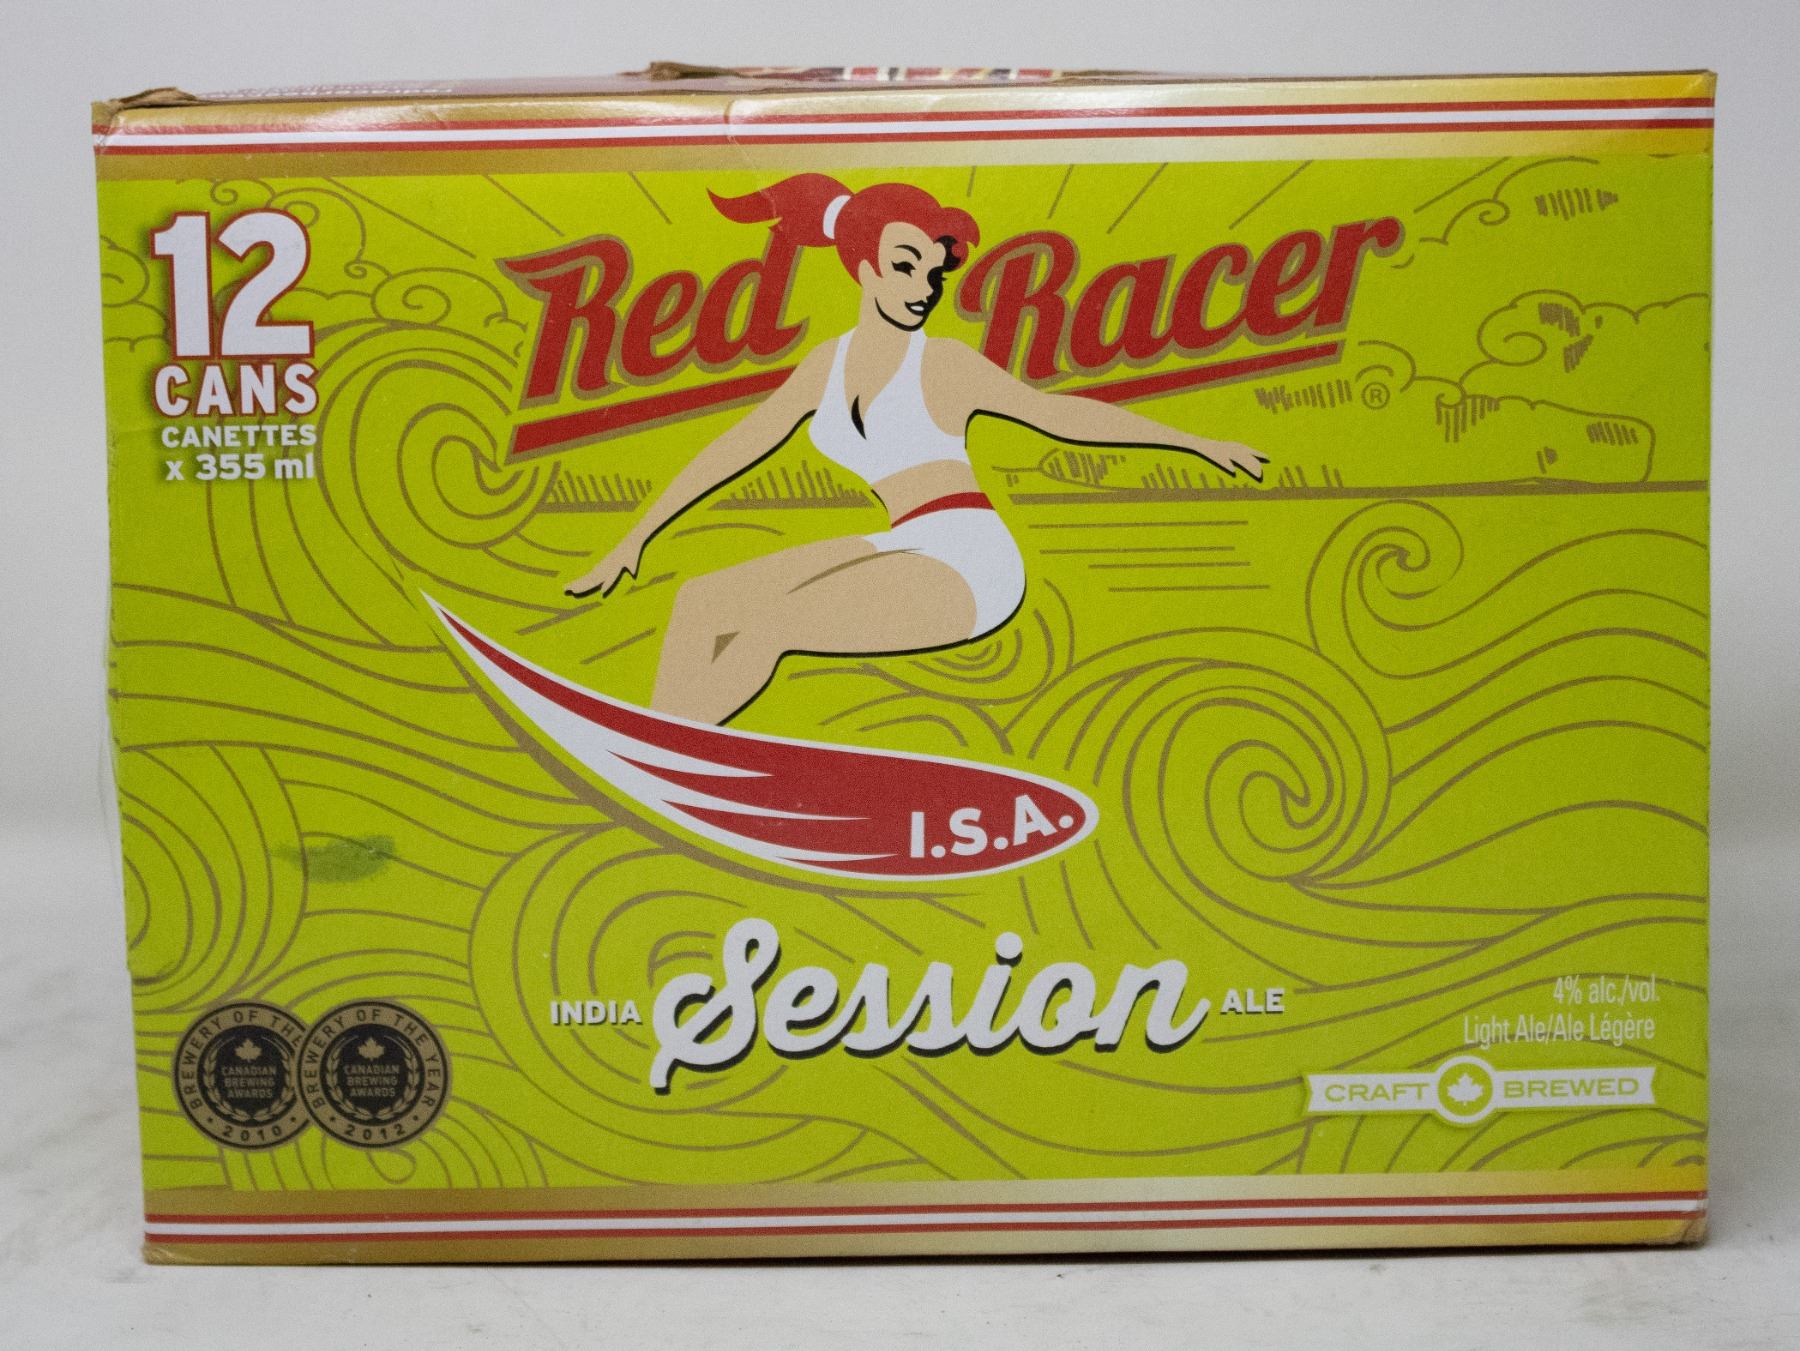 12
CANS
CANETTES
x 355 ml
Red Racer
®
I.S.A.
INDIA Session ALE
4% alc./vol.
Light Ale/Ale Légère
CRAFT BREWED
BREWERY OF THE
CANADIAN
BREWING
AWARDS
2010
BREWERY OF THE YEAR
CANADIAN
BREWING
AWARDS
2012